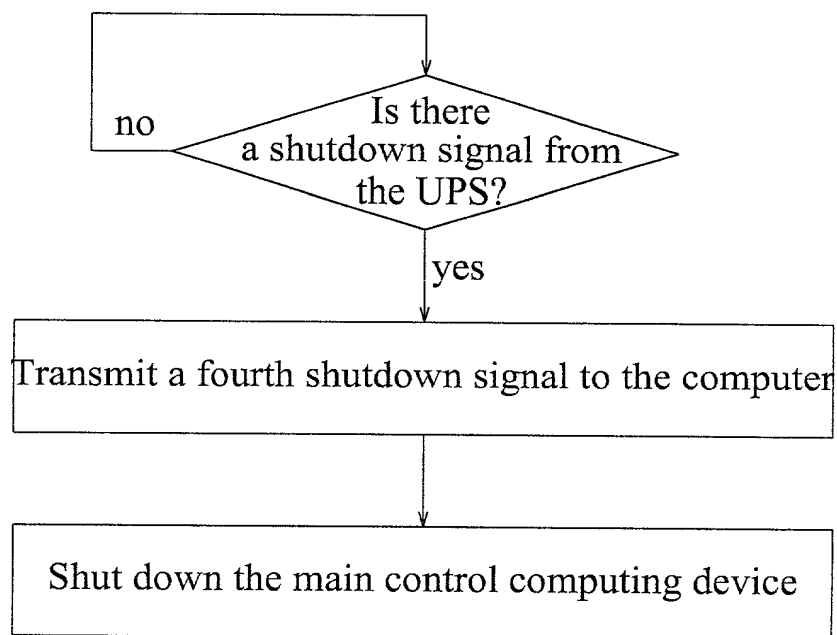 Is there
no
a shutdown signal from
the UPS?
yes
Transmit a fourth shutdown signal to the computer
Shut down the main control computing device